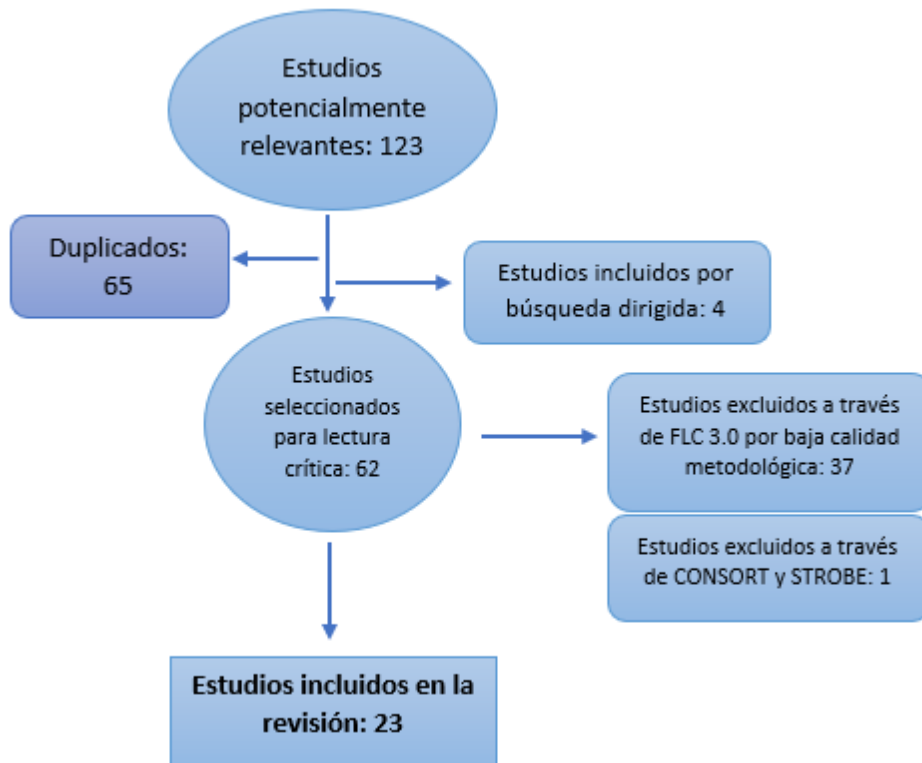 Estudios
potencialmente
relevantes: 123
Duplicados:
65
Estudios incluidos por
búsqueda dirigida: 4
Estudios
seleccionados
para lectura
crítica: 62
Estudios excluidos a través
de FLC 3.0 por baja calidad
metodológica: 37
Estudios excluidos a través
de CONSORT y STROBE: 1
Estudios incluidos en la
revisión: 23